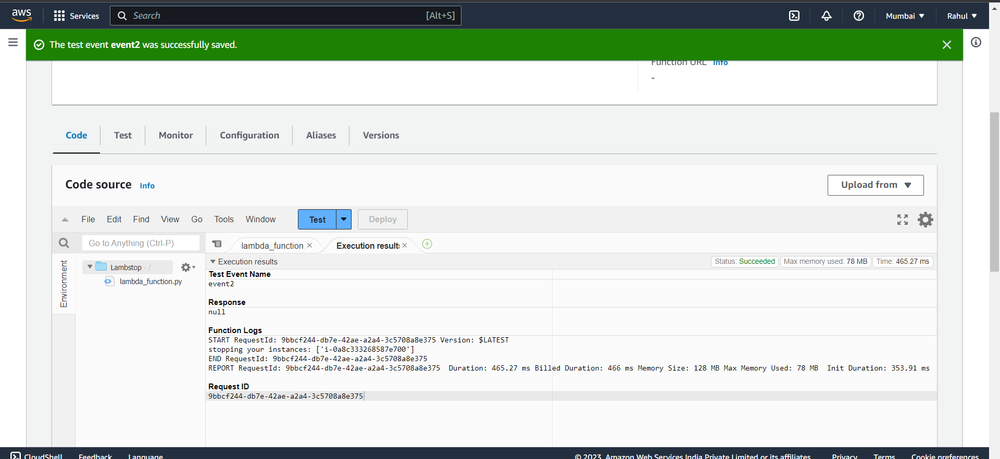 aws Services Search [Alt+S] Mumbai ▼ Rahul ▼
The test event event2 was successfully saved.
Function URL Info
-
Code Test Monitor Configuration Aliases Versions
Code source Info Upload from ▼
File Edit Find View Go Tools Window Test Deploy
Go to Anything (Ctrl-P) lambda_function. × Execution results ×
Environment
Lambstop - /
lambda_function.py
Execution results Status: Succeeded Max memory used: 78 MB Time: 465.27 ms
Test Event Name
event2
Response
null
Function Logs
START RequestId: 9bbcf244-db7e-42ae-a2a4-3c5708a8e375 Version: $LATEST
stopping your instances: ['i-0a8c333268587e700']
END RequestId: 9bbcf244-db7e-42ae-a2a4-3c5708a8e375
REPORT RequestId: 9bbcf244-db7e-42ae-a2a4-3c5708a8e375 Duration: 465.27 ms Billed Duration: 466 ms Memory Size: 128 MB Max Memory Used: 78 MB Init Duration: 353.91 ms
Request ID
9bbcf244-db7e-42ae-a2a4-3c5708a8e375
CloudShell Feedback Language © 2023, Amazon Web Services India Private Limited or its affiliates. Privacy Terms Cookie preferences